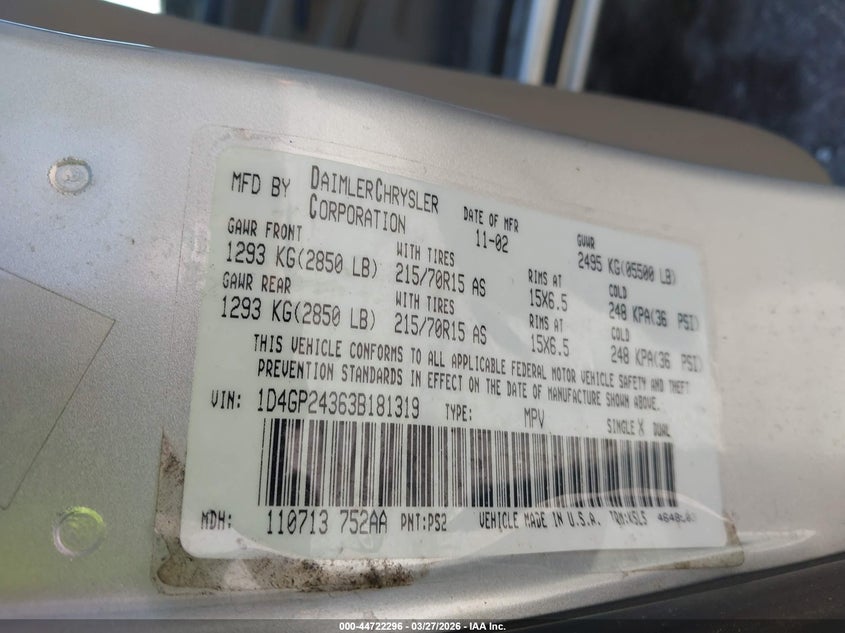 MFD BY DAIMLERCHRYSLER CORPORATION
DATE OF MFR 11-02
GVWR 2495 KG(05500 LB)
GAWR FRONT 1293 KG(2850 LB)
WITH TIRES 215/70R15 AS
RIMS AT 15X6.5
COLD 248 KPA(36 PSI)
GAWR REAR 1293 KG(2850 LB)
WITH TIRES 215/70R15 AS
RIMS AT 15X6.5
COLD 248 KPA(36 PSI)
THIS VEHICLE CONFORMS TO ALL APPLICABLE FEDERAL MOTOR VEHICLE SAFETY AND THEFT
PREVENTION STANDARDS IN EFFECT ON THE DATE OF MANUFACTURE SHOWN ABOVE.
VIN: 1D4GP24363B181319 TYPE: MPV SINGLE X DUAL
MDH: 110713 752AA PNT:PS2 VEHICLE MADE IN U.S.A. TRM:K5L5
000-44722296 - 03/27/2026 - IAA Inc.